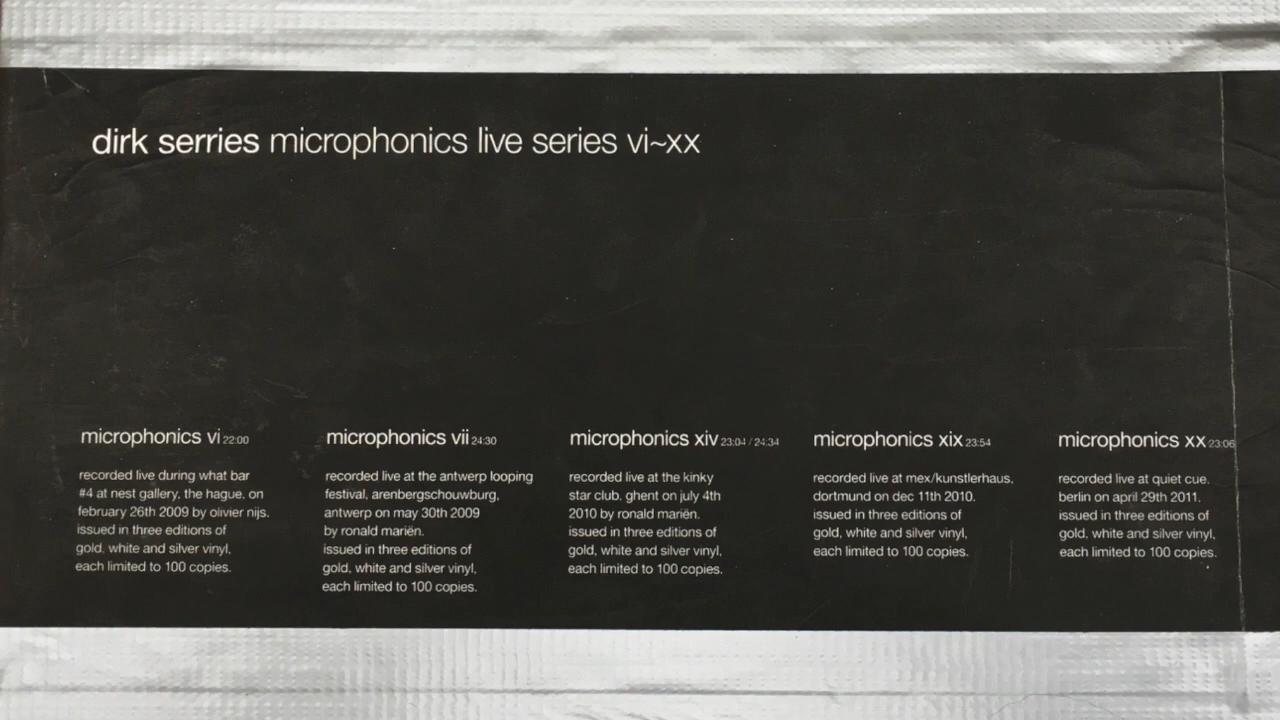 dirk serries microphonics live series vi~xx
microphonics vi 22:00
recorded live during what bar
#4 at nest gallery, the hague, on
february 26th 2009 by olivier nijs.
issued in three editions of
gold, white and silver vinyl,
each limited to 100 copies.
microphonics vii 24:30
recorded live at the antwerp looping
festival, arenbergschouwburg,
antwerp on may 30th 2009
by ronald mariën.
issued in three editions of
gold, white and silver vinyl,
each limited to 100 copies.
microphonics xiv 23:04 / 24:34
recorded live at the kinky
star club, ghent on july 4th
2010 by ronald mariën.
issued in three editions of
gold, white and silver vinyl,
each limited to 100 copies.
microphonics xix 23:54
recorded live at mex/kunstlerhaus,
dortmund on dec 11th 2010.
issued in three editions of
gold, white and silver vinyl,
each limited to 100 copies.
microphonics xx 23:06
recorded live at quiet cue,
berlin on april 29th 2011.
issued in three editions of
gold, white and silver vinyl,
each limited to 100 copies.